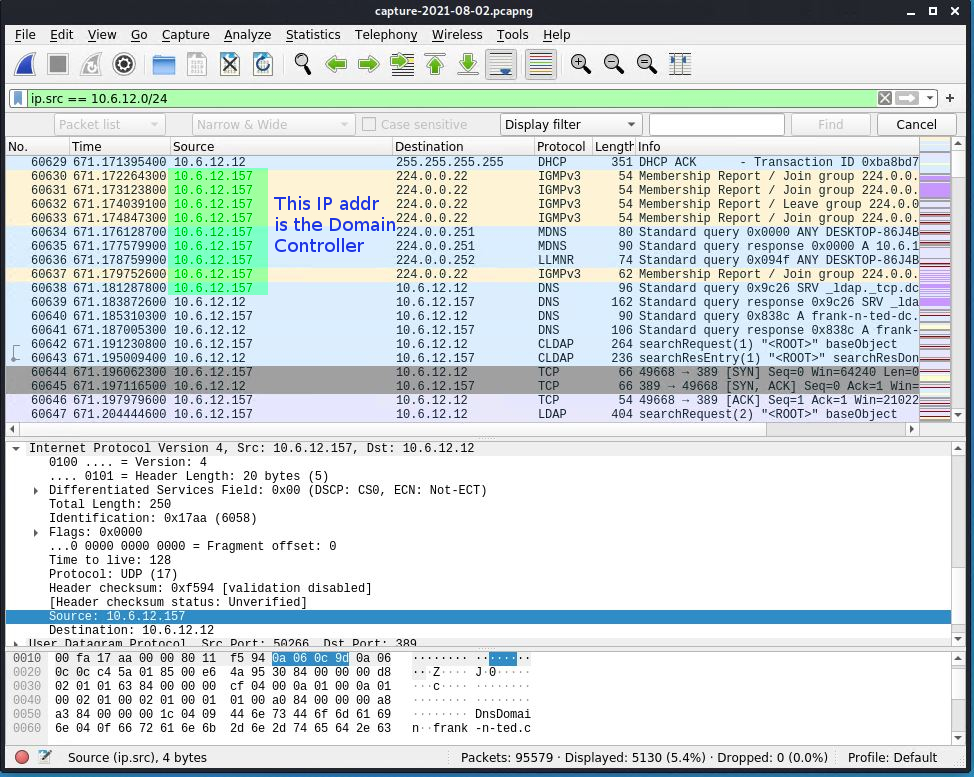 capture-2021-08-02.pcapng
File Edit View Go Capture Analyze Statistics Telephony Wireless Tools Help
ip.src == 10.6.12.0/24
Packet list Narrow & Wide Case sensitive Display filter Find Cancel
No. Time Source Destination Protocol Length Info
60629 671.171395400 10.6.12.12 255.255.255.255 DHCP 351 DHCP ACK - Transaction ID 0xba8bd7
60630 671.172264300 10.6.12.157 224.0.0.22 IGMPv3 54 Membership Report / Join group 224.0.0.
60631 671.173123800 10.6.12.157 224.0.0.22 IGMPv3 54 Membership Report / Join group 224.0.0.
60632 671.174039100 10.6.12.157 224.0.0.22 IGMPv3 54 Membership Report / Leave group 224.0.0
60633 671.174847300 10.6.12.157 224.0.0.22 IGMPv3 54 Membership Report / Join group 224.0.0.
60634 671.176128700 10.6.12.157 224.0.0.251 MDNS 80 Standard query 0x0000 ANY DESKTOP-86J4B
60635 671.177579900 10.6.12.157 224.0.0.251 MDNS 90 Standard query response 0x0000 A 10.6.1
60636 671.178759900 10.6.12.157 224.0.0.252 LLMNR 74 Standard query 0x094f ANY DESKTOP-86J4B
60637 671.179752600 10.6.12.157 224.0.0.22 IGMPv3 62 Membership Report / Join group 224.0.0.
60638 671.181287800 10.6.12.157 10.6.12.12 DNS 96 Standard query 0x9c26 SRV _ldap._tcp.dc
60639 671.183872600 10.6.12.12 10.6.12.157 DNS 162 Standard query response 0x9c26 SRV _lda
60640 671.185310300 10.6.12.157 10.6.12.12 DNS 90 Standard query 0x838c A frank-n-ted-dc.
60641 671.187005300 10.6.12.12 10.6.12.157 DNS 106 Standard query response 0x838c A frank-
60642 671.191230800 10.6.12.157 10.6.12.12 CLDAP 264 searchRequest(1) "<ROOT>" baseObject
60643 671.195009400 10.6.12.12 10.6.12.157 CLDAP 236 searchResEntry(1) "<ROOT>" searchResDon
60644 671.196062300 10.6.12.157 10.6.12.12 TCP 66 49668 → 389 [SYN] Seq=0 Win=64240 Len=0
60645 671.197116500 10.6.12.12 10.6.12.157 TCP 66 389 → 49668 [SYN, ACK] Seq=0 Ack=1 Win=
60646 671.197979600 10.6.12.157 10.6.12.12 TCP 54 49668 → 389 [ACK] Seq=1 Ack=1 Win=21022
60647 671.204444600 10.6.12.157 10.6.12.12 LDAP 404 searchRequest(2) "<ROOT>" baseObject
This IP addr
is the Domain
Controller
Internet Protocol Version 4, Src: 10.6.12.157, Dst: 10.6.12.12
0100 .... = Version: 4
.... 0101 = Header Length: 20 bytes (5)
Differentiated Services Field: 0x00 (DSCP: CS0, ECN: Not-ECT)
Total Length: 250
Identification: 0x17aa (6058)
Flags: 0x0000
...0 0000 0000 0000 = Fragment offset: 0
Time to live: 128
Protocol: UDP (17)
Header checksum: 0xf594 [validation disabled]
[Header checksum status: Unverified]
Source: 10.6.12.157
Destination: 10.6.12.12
User Datagram Protocol, Src Port: 50266, Dst Port: 389
0010 00 fa 17 aa 00 00 80 11 f5 94 0a 06 0c 9d 0a 06 ········ ········
0020 0c 0c c4 5a 01 85 00 e6 4a 95 30 84 00 00 00 d8 ···Z···· J·0·····
0030 02 01 01 63 84 00 00 00 cf 04 00 0a 01 00 0a 01 ···c···· ········
0040 00 02 01 00 02 01 00 01 01 00 a0 84 00 00 00 a8 ········ ········
0050 a3 84 00 00 00 1c 04 09 44 6e 73 44 6f 6d 61 69 ········ DnsDomai
0060 6e 04 0f 66 72 61 6e 6b 2d 6e 2d 74 65 64 2e 63 n··frank -n-ted.c
Source (ip.src), 4 bytes
Packets: 95579 · Displayed: 5130 (5.4%) · Dropped: 0 (0.0%)
Profile: Default